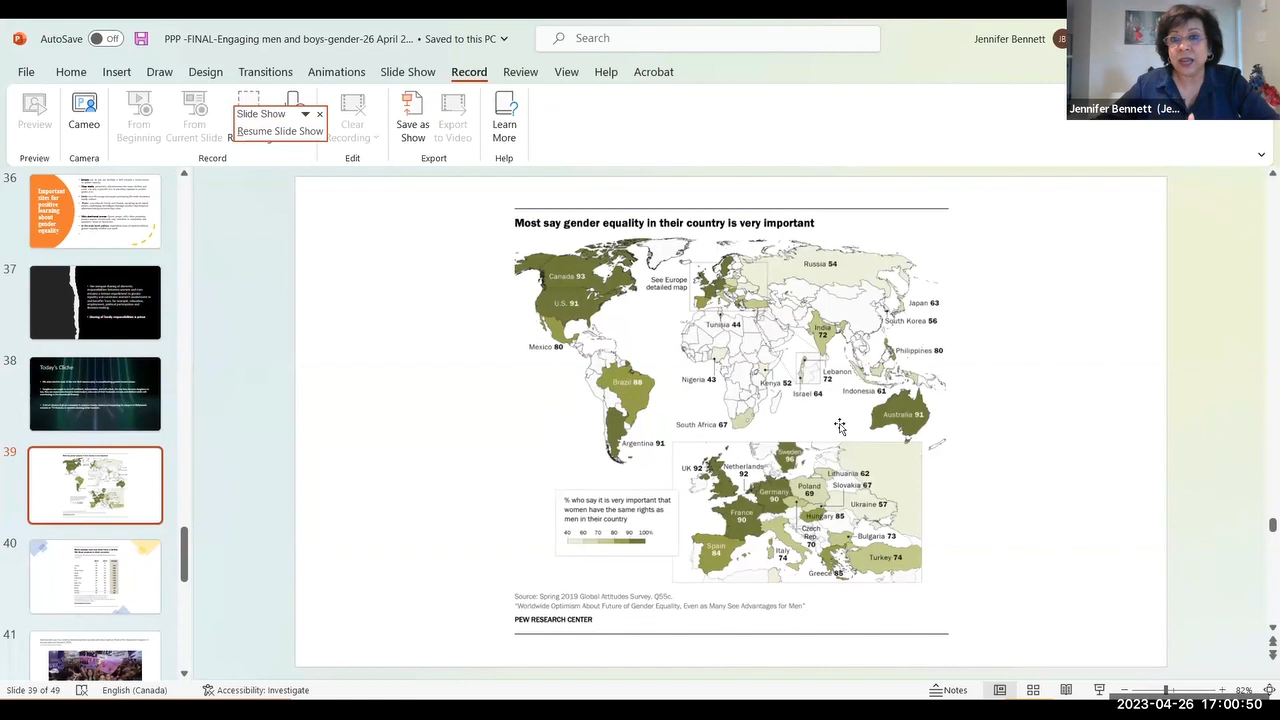 AutoSave Off PPP -FINAL-Engaging men and boys-gender-26 April 2... • Saved to this PC Search Jennifer Bennett JB
Jennifer Bennett (Je...
File Home Insert Draw Design Transitions Animations Slide Show Record Review View Help Acrobat
Preview Cameo From Beginning From Current Slide Clear Recording Save as Show Export to Video Learn More
Slide Show
Resume Slide Show
Preview Camera Record Edit Export Help
36
Important sites for positive learning about gender equality
37
38
Today's Cliche
39
40
41
Most say gender equality in their country is very important
Canada 93
U.S. 91
Mexico 80
Brazil 88
Argentina 91
See Europe
detailed map
Russia 54
Japan 63
South Korea 56
Tunisia 44
India
72
Philippines 80
Nigeria 43
Kenya 52
Lebanon
72
Israel 64
Indonesia 61
South Africa 67
Australia 91
UK 92
Netherlands
92
Sweden
96
Lithuania 62
Slovakia 67
Poland
69
Germany
90
Ukraine 57
France
90
Hungary 85
Czech
Rep.
70
Bulgaria 73
Spain
84
Italy
74
Turkey 74
Greece 85
% who say it is very important that
women have the same rights as
men in their country
40 60 70 80 90 100%
Source: Spring 2019 Global Attitudes Survey. Q55c.
"Worldwide Optimism About Future of Gender Equality, Even as Many See Advantages for Men"
PEW RESEARCH CENTER
Slide 39 of 49 English (Canada) Accessibility: Investigate Notes 82%
2023-04-26 17:00:50